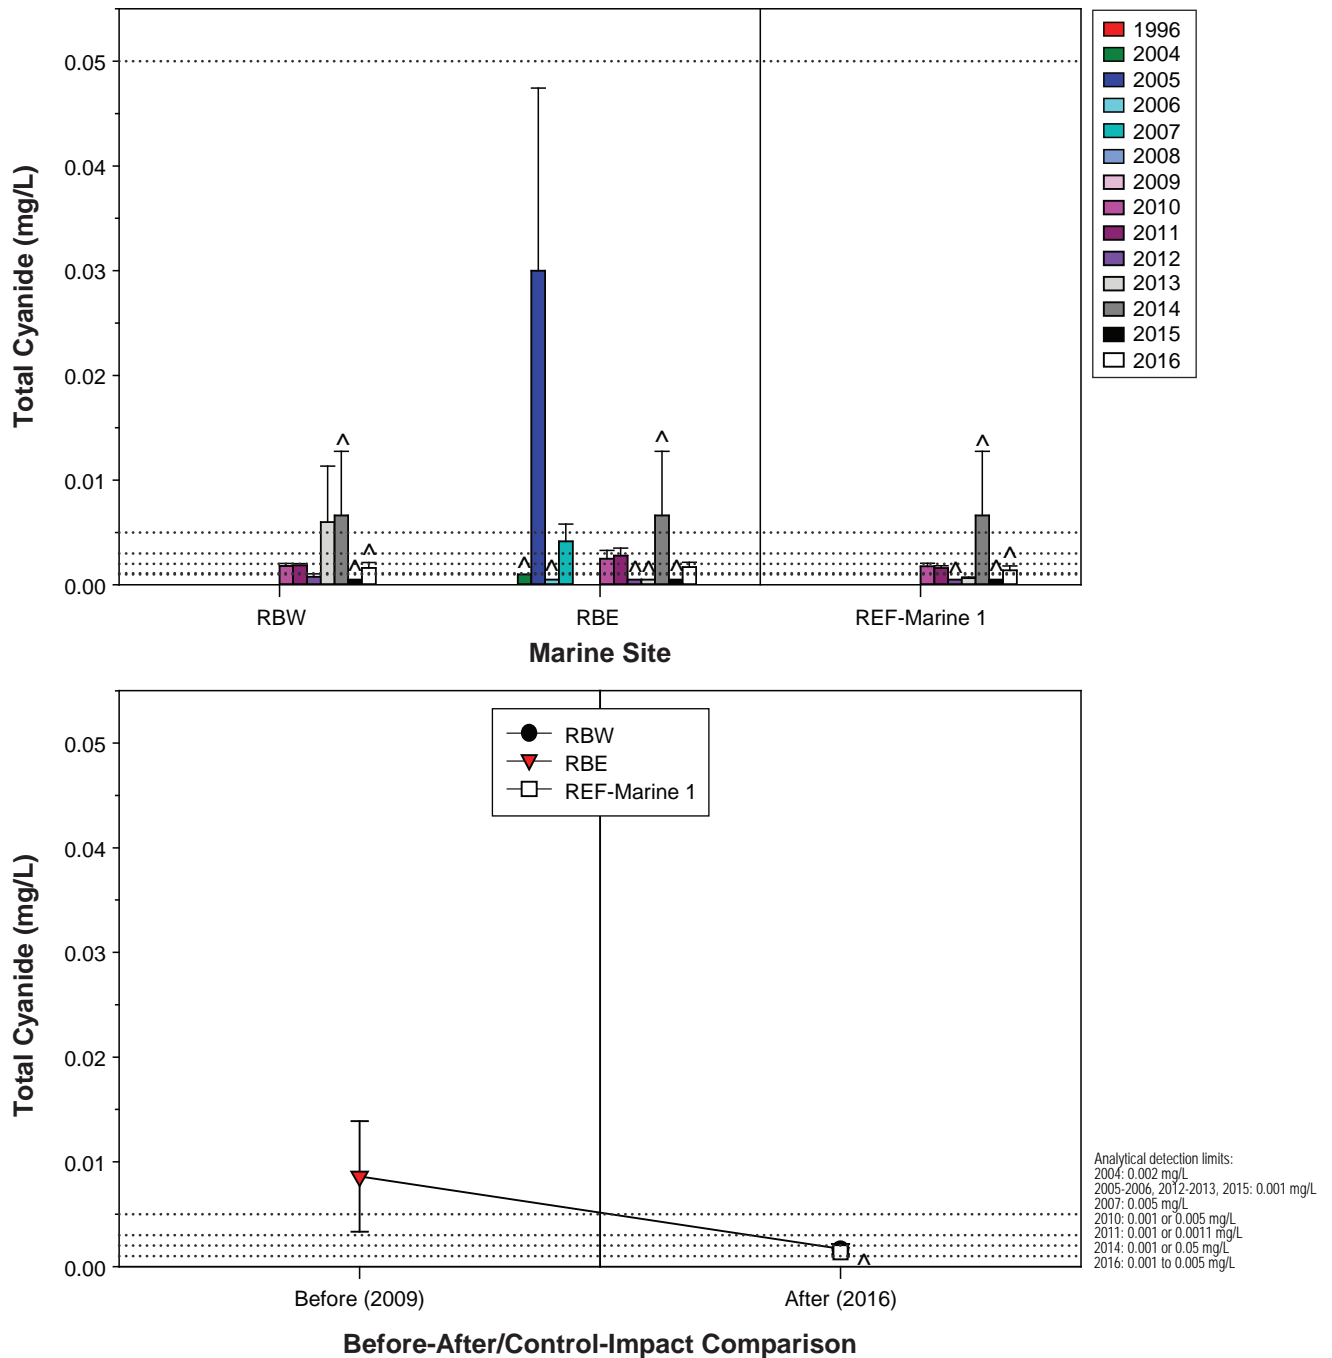 Total Cyanide (mg/L)
0.05
0.04
0.03
0.02
0.01
0.00
^
^
^
^
^
^
^
^
^
^
^
^
^
RBW
RBE
REF-Marine 1
Marine Site
1996
2004
2005
2006
2007
2008
2009
2010
2011
2012
2013
2014
2015
2016
Total Cyanide (mg/L)
0.05
0.04
0.03
0.02
0.01
0.00
RBW
RBE
REF-Marine 1
^
Before (2009)
After (2016)
Before-After/Control-Impact Comparison
Analytical detection limits:
2004: 0.002 mg/L
2005-2006, 2012-2013, 2015: 0.001 mg/L
2007: 0.005 mg/L
2010: 0.001 or 0.005 mg/L
2011: 0.001 or 0.0011 mg/L
2014: 0.001 or 0.05 mg/L
2016: 0.001 to 0.005 mg/L